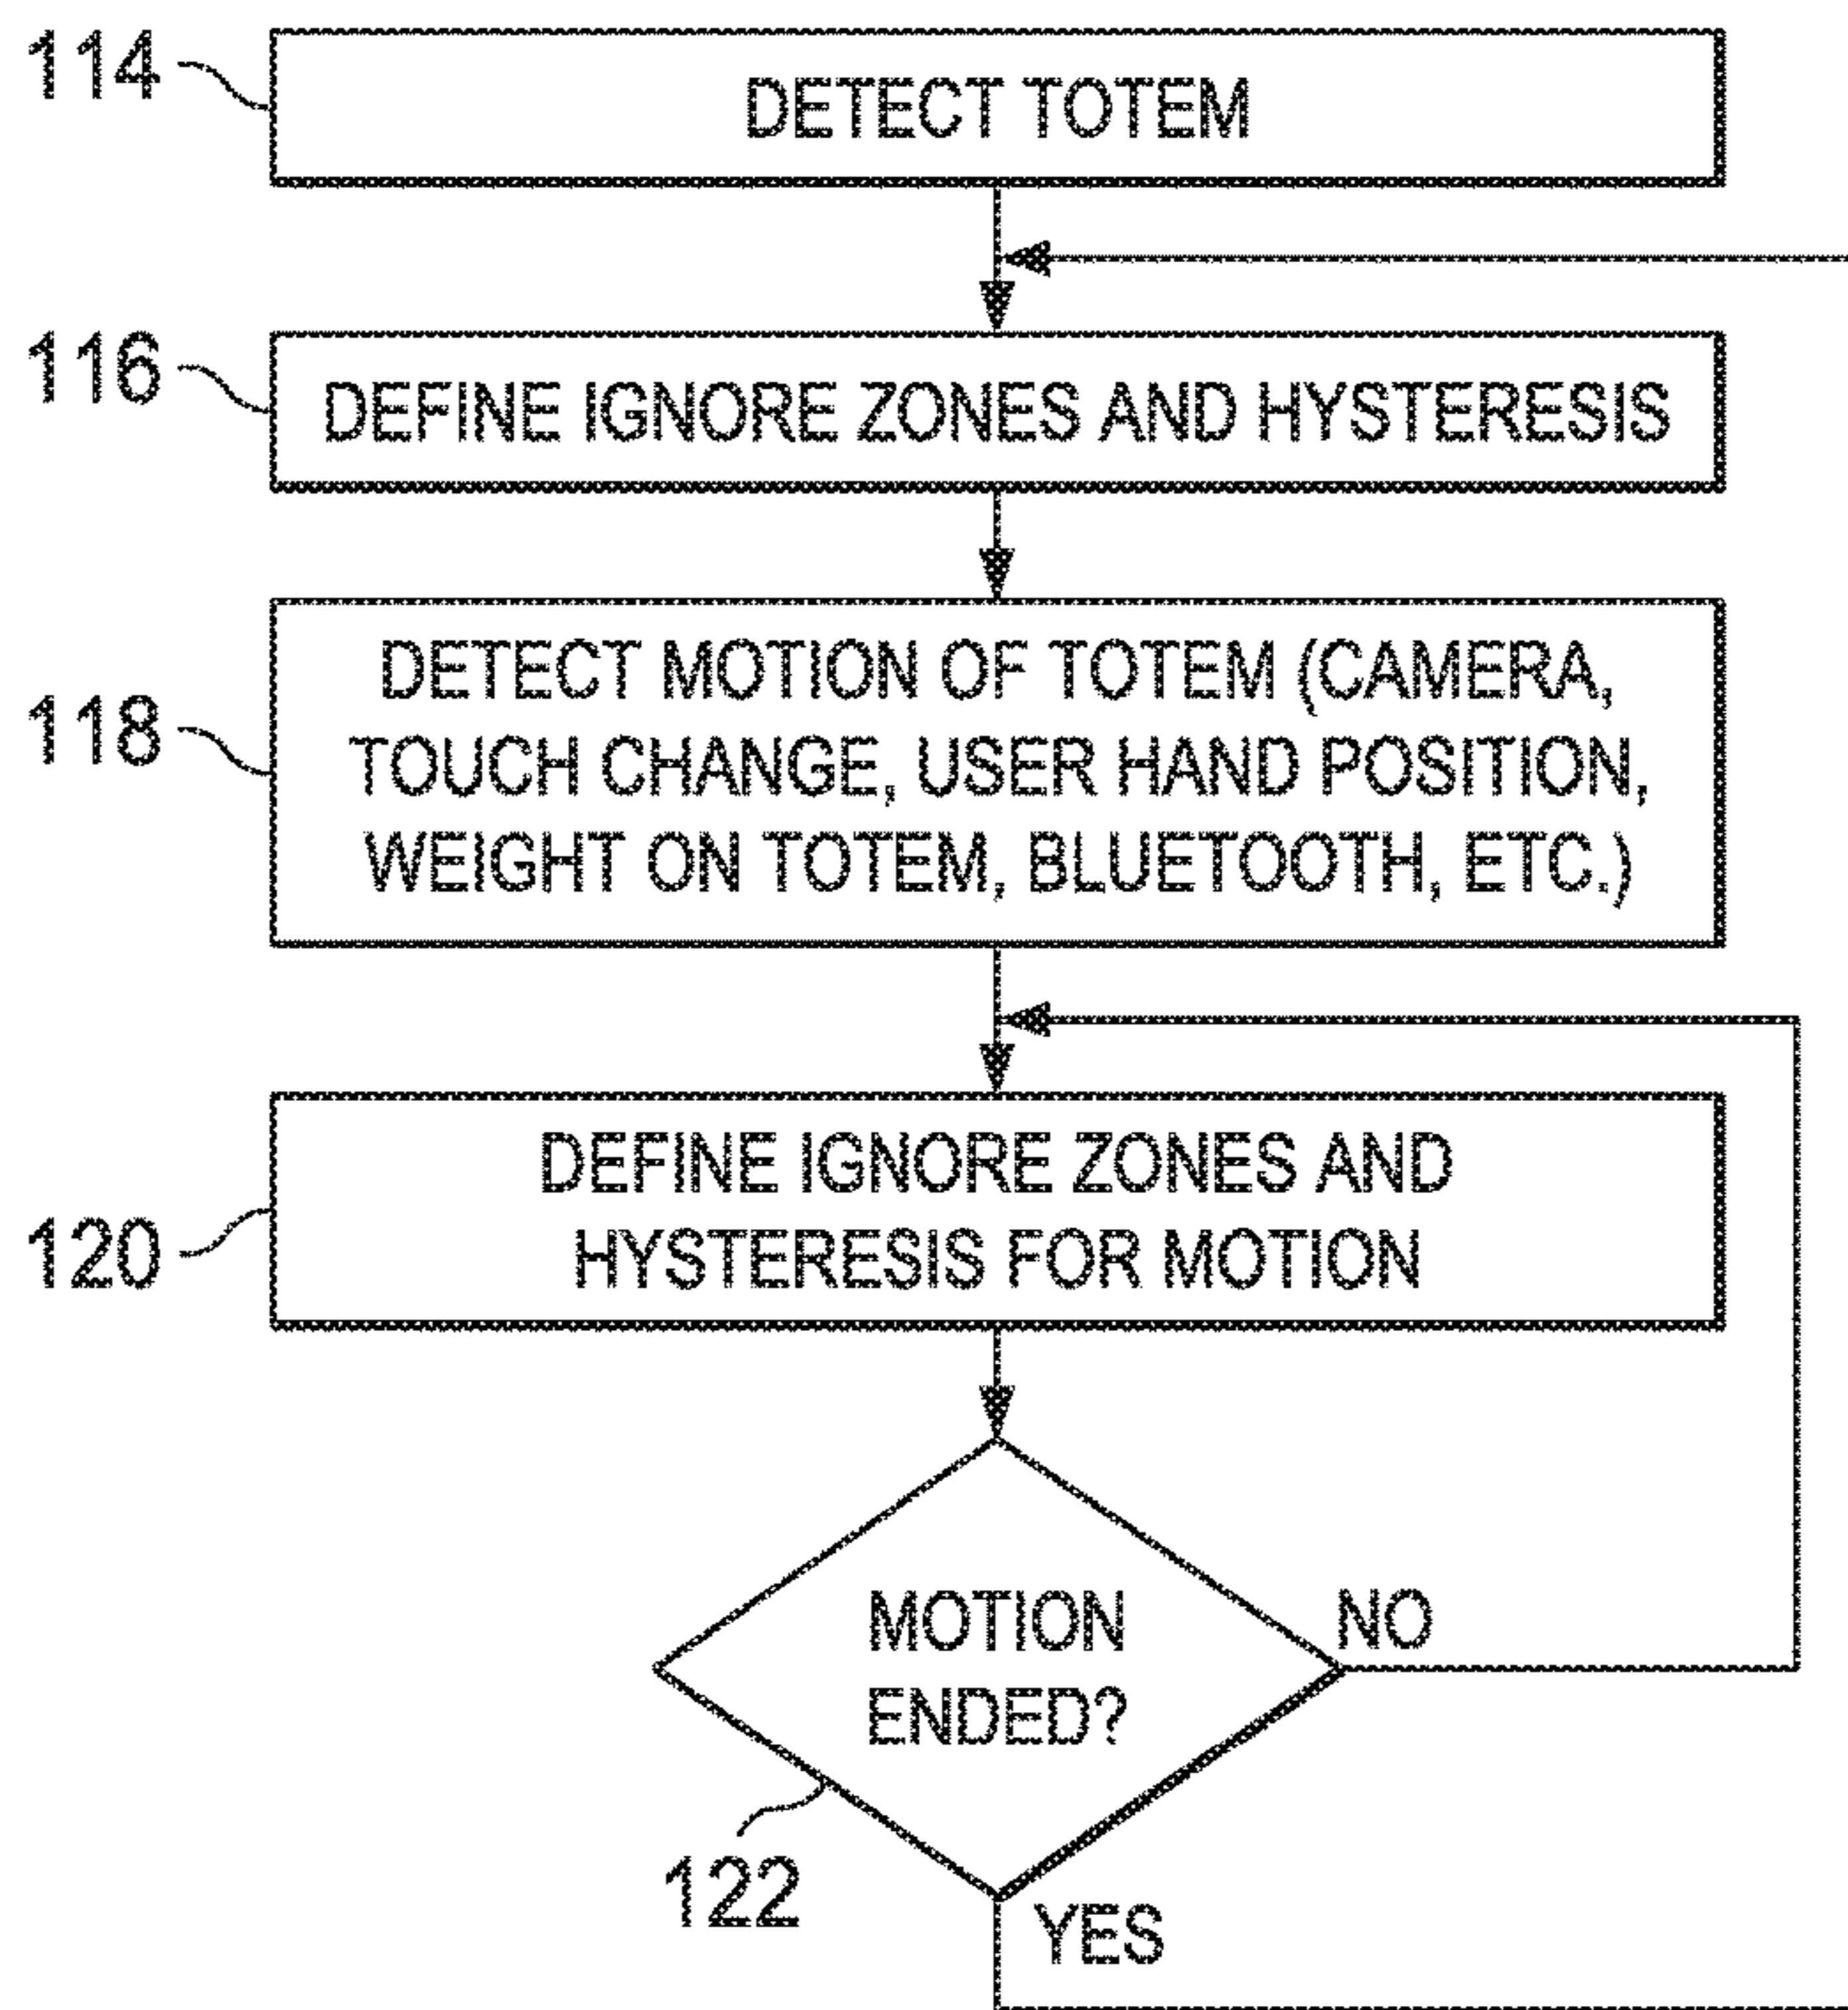 114
DETECT TOTEM
116
DEFINE IGNORE ZONES AND HYSTERESIS
118
DETECT MOTION OF TOTEM (CAMERA,
TOUCH CHANGE, USER HAND POSITION,
WEIGHT ON TOTEM, BLUETOOTH, ETC.)
120
DEFINE IGNORE ZONES AND
HYSTERESIS FOR MOTION
MOTION
ENDED?
NO
122
YES